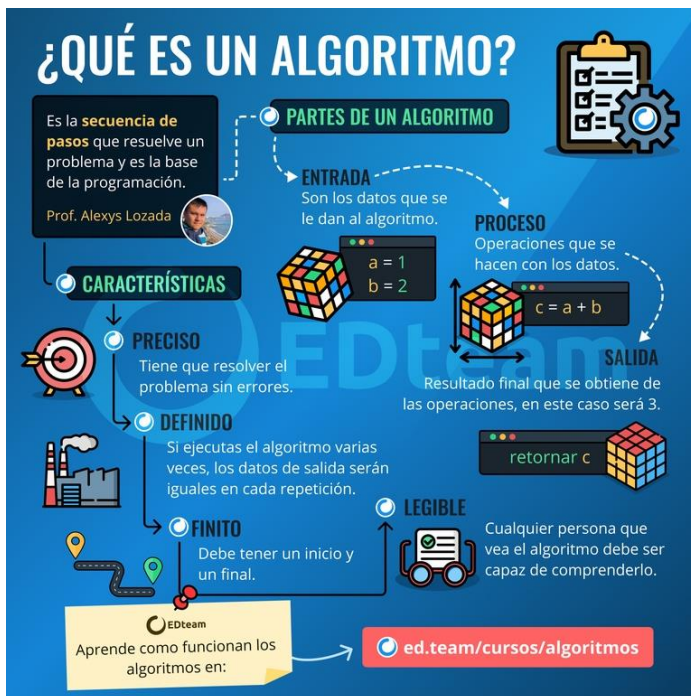 ¿QUÉ ES UN ALGORITMO?
Es la secuencia de
pasos que resuelve un
problema y es la base
de la programación.
Prof. Alexys Lozada
PARTES DE UN ALGORITMO
ENTRADA
Son los datos que se
le dan al algoritmo.
a = 1
b = 2
PROCESO
Operaciones que se
hacen con los datos.
c = a + b
SALIDA
Resultado final que se obtiene de
las operaciones, en este caso será 3.
retornar c
CARACTERÍSTICAS
PRECISO
Tiene que resolver el
problema sin errores.
DEFINIDO
Si ejecutas el algoritmo varias
veces, los datos de salida serán
iguales en cada repetición.
FINITO
Debe tener un inicio y
un final.
LEGIBLE
Cualquier persona que
vea el algoritmo debe ser
capaz de comprenderlo.
EDteam
EDteam
Aprende como funcionan los
algoritmos en:
ed.team/cursos/algoritmos